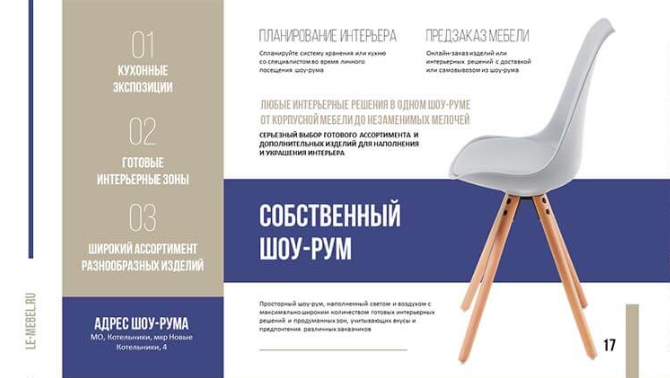 01
КУХОННЫЕ
ЭКСПОЗИЦИИ
02
ГОТОВЫЕ
ИНТЕРЬЕРНЫЕ ЗОНЫ
03
ШИРОКИЙ АССОРТИМЕНТ
РАЗНООБРАЗНЫХ ИЗДЕЛИЙ
АДРЕС ШОУ-РУМА
МО, Котельники, мкр Новые
Котельники, 4
LE-MEBEL.RU
ПЛАНИРОВАНИЕ ИНТЕРЬЕРА
Спланируйте систему хранения или кухню
со специалистом во время личного
посещения шоу-рума
ПРЕДЗАКАЗ МЕБЕЛИ
Онлайн-заказ изделий или
интерьерных решений с доставкой
или самовывозом из шоу-рума
ЛЮБЫЕ ИНТЕРЬЕРНЫЕ РЕШЕНИЯ В ОДНОМ ШОУ-РУМЕ
ОТ КОРПУСНОЙ МЕБЕЛИ ДО НЕЗАМЕНИМЫХ МЕЛОЧЕЙ
СЕРЬЕЗНЫЙ ВЫБОР ГОТОВОГО АССОРТИМЕНТА И
ДОПОЛНИТЕЛЬНЫХ ИЗДЕЛИЙ ДЛЯ НАПОЛНЕНИЯ
И УКРАШЕНИЯ ИНТЕРЬЕРА
СОБСТВЕННЫЙ
ШОУ-РУМ
Просторный шоу-рум, наполненный светом и воздухом с
максимально широким количеством готовых интерьерных
решений и продуманных зон, учитывающих вкусы и
предпочтения различных заказчиков
17